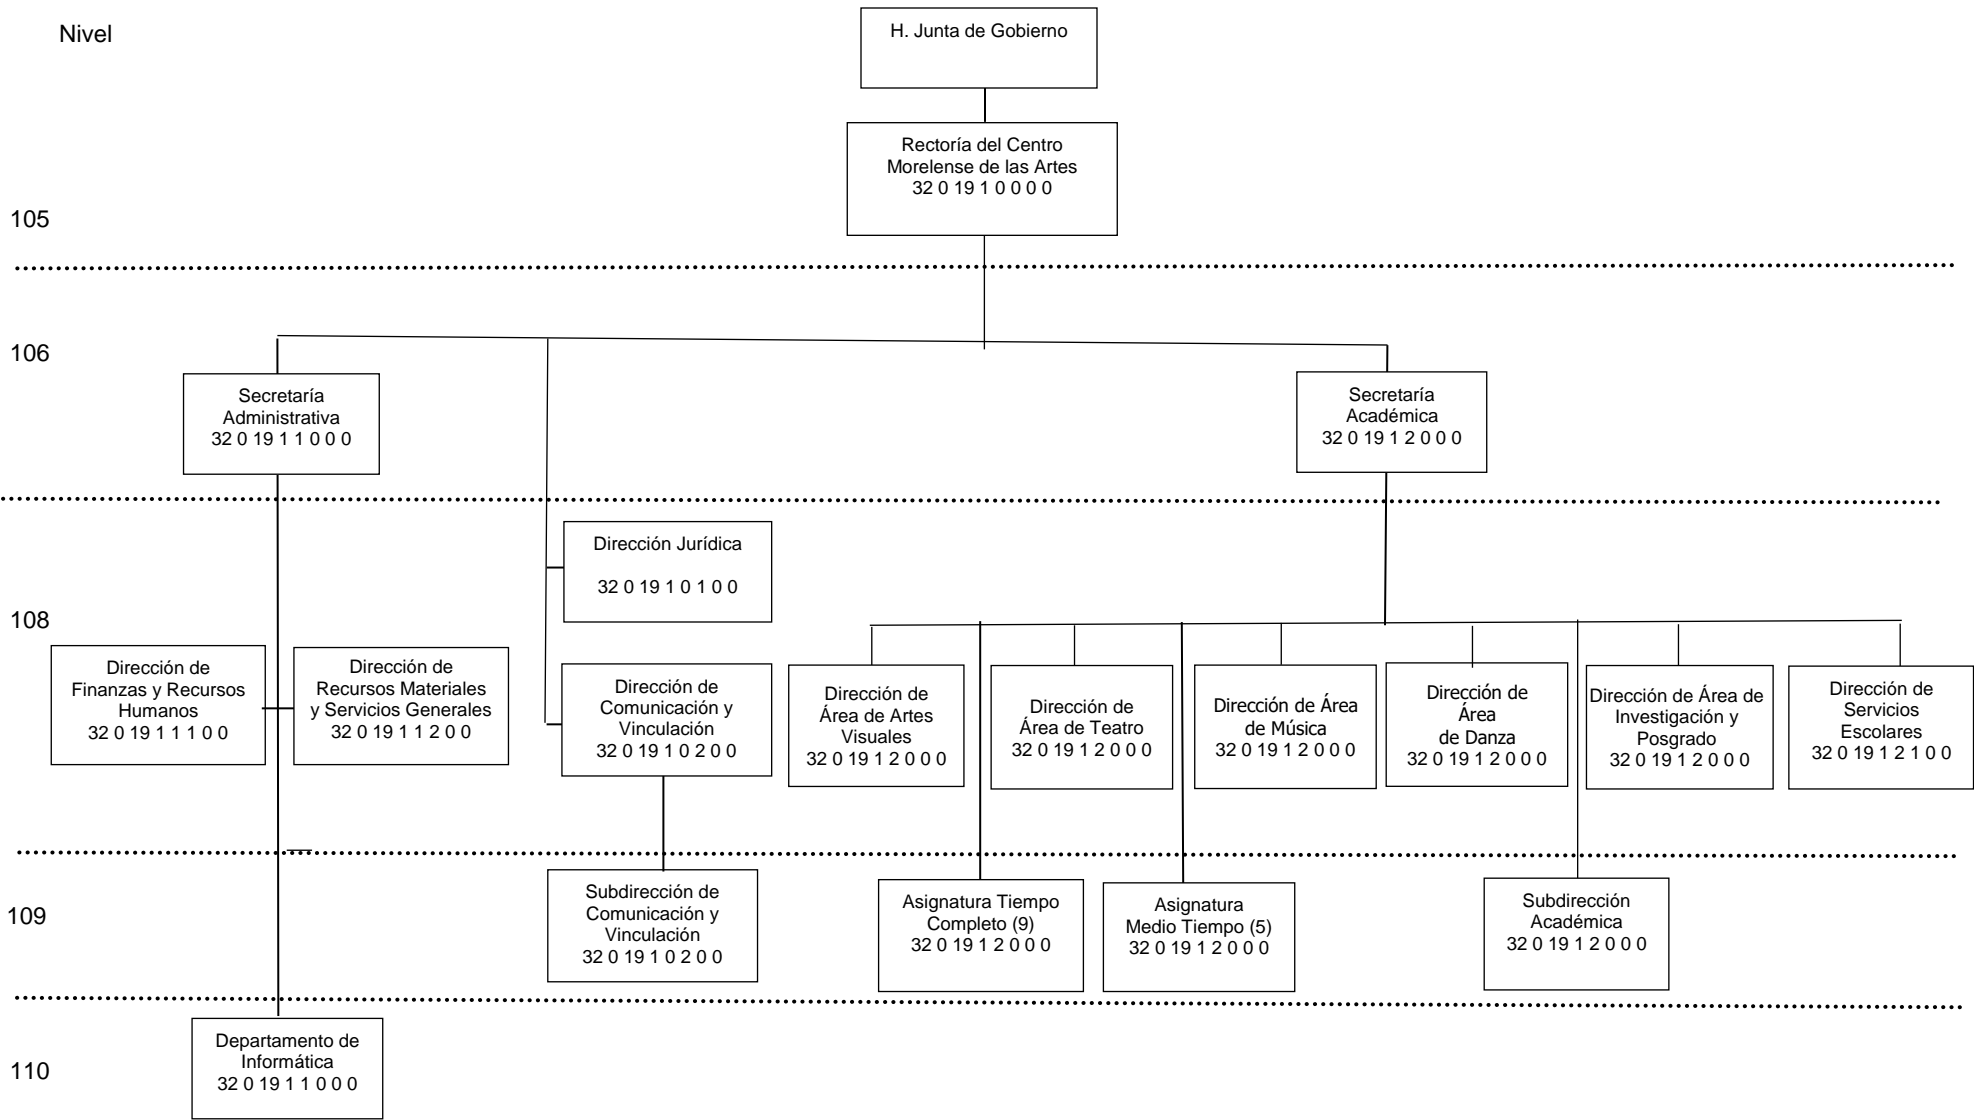 Nivel
H. Junta de Gobierno
Rectoría del Centro
Morelense de las Artes
32 0 19 1 0 0 0 0
105
106
Secretaría
Administrativa
32 0 19 1 1 0 0 0
Secretaría
Académica
32 0 19 1 2 0 0 0
Dirección Jurídica
32 0 19 1 0 1 0 0
108
Dirección de
Finanzas y Recursos
Humanos
32 0 19 1 1 1 0 0
Dirección de
Recursos Materiales
y Servicios Generales
32 0 19 1 1 2 0 0
Dirección de
Comunicación y
Vinculación
32 0 19 1 0 2 0 0
Dirección de
Área de Artes
Visuales
32 0 19 1 2 0 0 0
Dirección de
Área de Teatro
32 0 19 1 2 0 0 0
Dirección de Área
de Música
32 0 19 1 2 0 0 0
Dirección de
Área
de Danza
32 0 19 1 2 0 0 0
Dirección de Área de
Investigación y
Posgrado
32 0 19 1 2 0 0 0
Dirección de
Servicios
Escolares
32 0 19 1 2 1 0 0
109
Subdirección de
Comunicación y
Vinculación
32 0 19 1 0 2 0 0
Asignatura Tiempo
Completo (9)
32 0 19 1 2 0 0 0
Asignatura
Medio Tiempo (5)
32 0 19 1 2 0 0 0
Subdirección
Académica
32 0 19 1 2 0 0 0
110
Departamento de
Informática
32 0 19 1 1 0 0 0